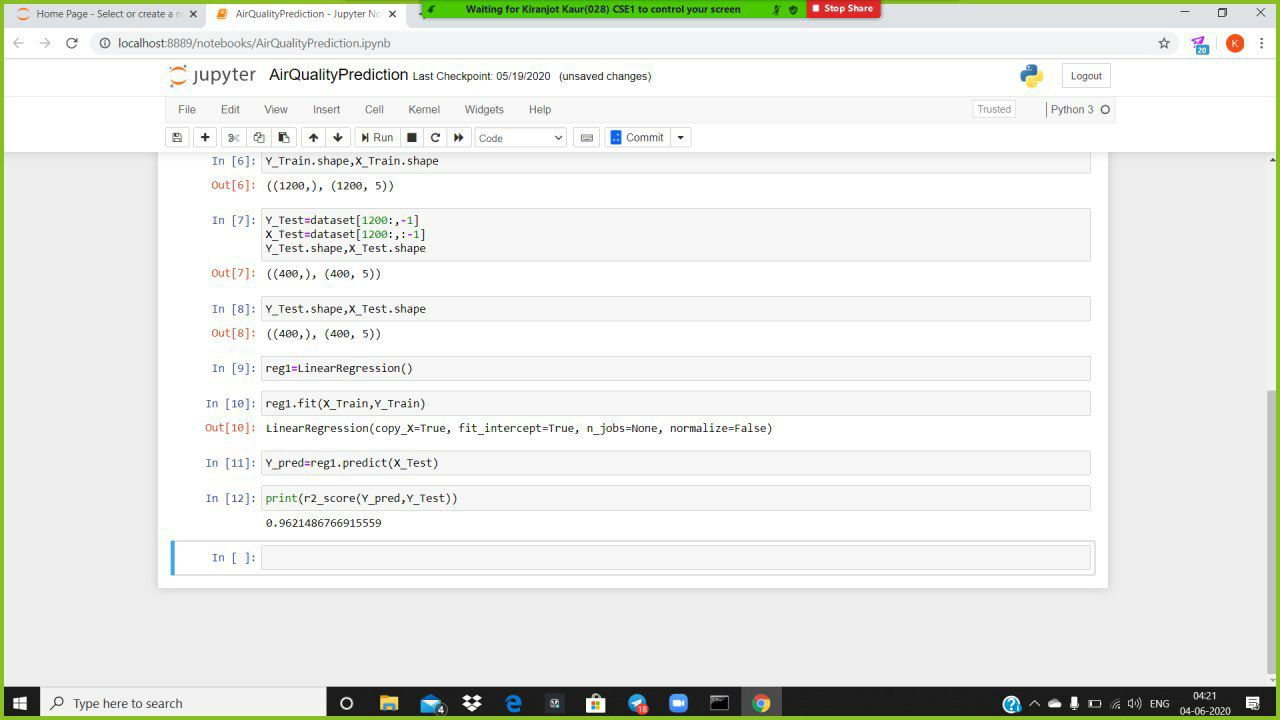 Waiting for Kiranjot Kaur(028) CSE1 to control your screen
Stop Share
Home Page - Select or create a n
AirQualityPrediction - Jupyter No
localhost:8889/notebooks/AirQualityPrediction.ipynb
20
K
jupyter AirQualityPrediction Last Checkpoint: 05/19/2020 (unsaved changes)
Logout
File Edit View Insert Cell Kernel Widgets Help
Trusted
Python 3
Run
Code
Commit
In [6]: Y_Train.shape,X_Train.shape
Out[6]: ((1200,), (1200, 5))
In [7]: Y_Test=dataset[1200:,-1]
X_Test=dataset[1200:,:-1]
Y_Test.shape,X_Test.shape
Out[7]: ((400,), (400, 5))
In [8]: Y_Test.shape,X_Test.shape
Out[8]: ((400,), (400, 5))
In [9]: reg1=LinearRegression()
In [10]: reg1.fit(X_Train,Y_Train)
Out[10]: LinearRegression(copy_X=True, fit_intercept=True, n_jobs=None, normalize=False)
In [11]: Y_pred=reg1.predict(X_Test)
In [12]: print(r2_score(Y_pred,Y_Test))
0.9621486766915559
In [ ]:
Type here to search
4
18
ENG
04:21
04-06-2020